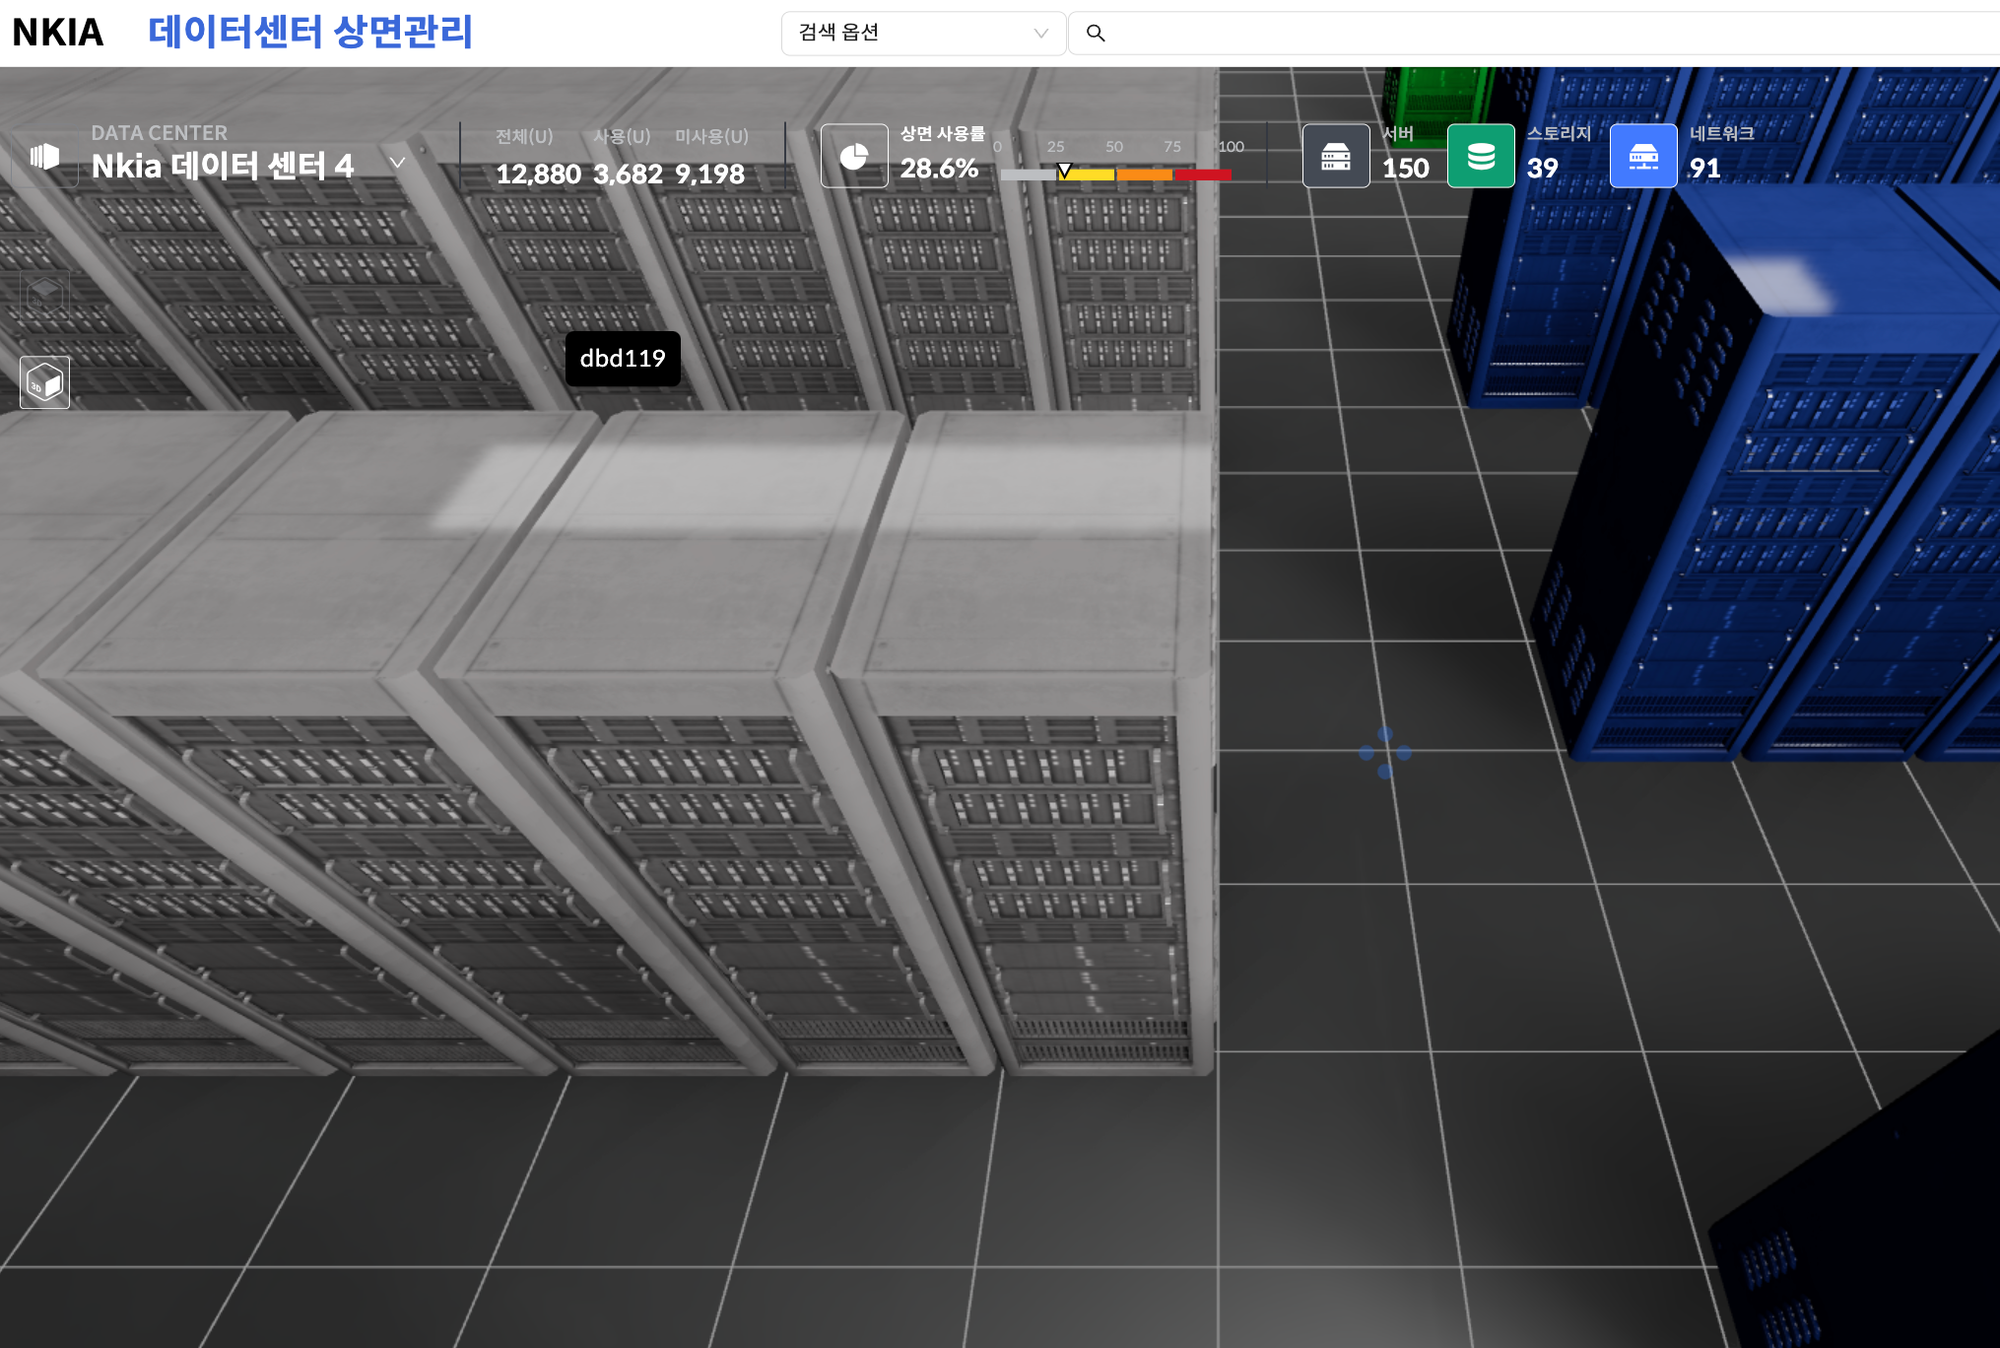 NKIA 데이터센터 상면관리
검색 옵션
DATA CENTER
Nkia 데이터 센터 4
전체(U) 사용(U) 미사용(U)
12,880 3,682 9,198
상면 사용률
28.6%
0 25 50 75 100
서버
150
스토리지
39
네트워크
91
3D
dbd119
3D